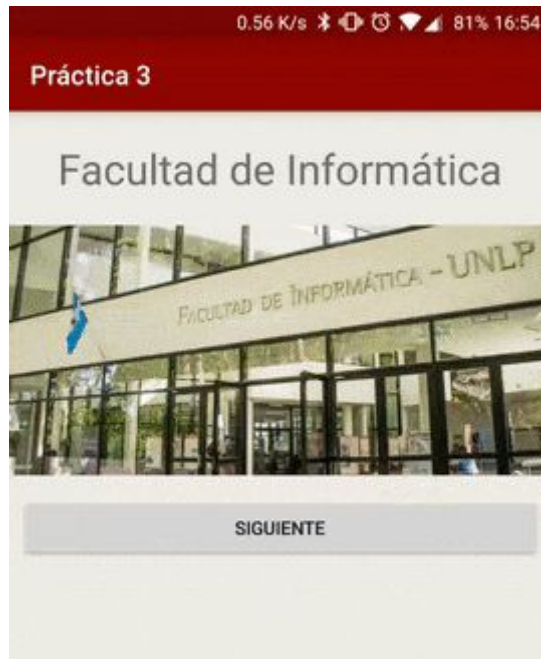 0.56 K/s 81% 16:54
Práctica 3
Facultad de Informática
FACULTAD DE INFORMÁTICA - UNLP
SIGUIENTE